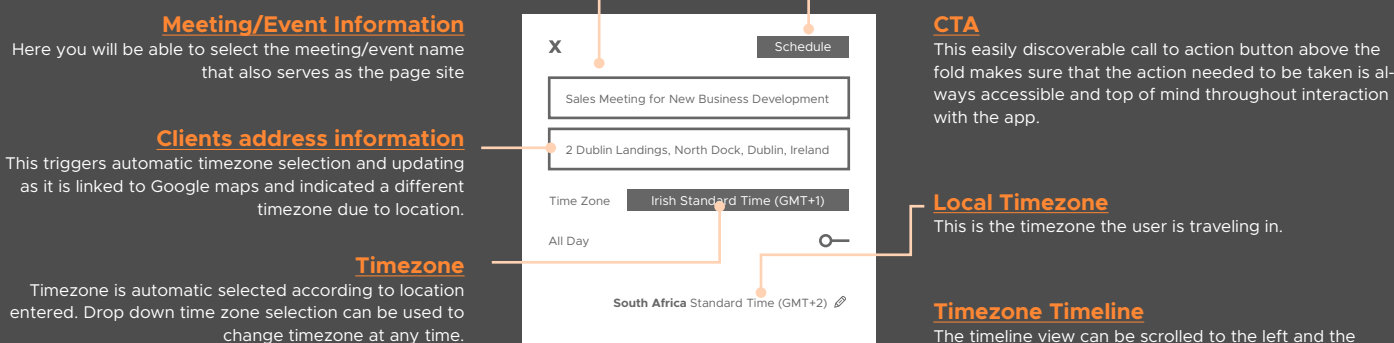 Meeting/Event Information
Here you will be able to select the meeting/event name
that also serves as the page site
Clients address information
This triggers automatic timezone selection and updating
as it is linked to Google maps and indicated a different
timezone due to location.
Timezone
Timezone is automatic selected according to location
entered. Drop down time zone selection can be used to
change timezone at any time.
X
Schedule
Sales Meeting for New Business Development
2 Dublin Landings, North Dock, Dublin, Ireland
Time Zone
Irish Standard Time (GMT+1)
All Day
South Africa Standard Time (GMT+2)
CTA
This easily discoverable call to action button above the
fold makes sure that the action needed to be taken is al-
ways accessible and top of mind throughout interaction
with the app.
Local Timezone
This is the timezone the user is traveling in.
Timezone Timeline
The timeline view can be scrolled to the left and the